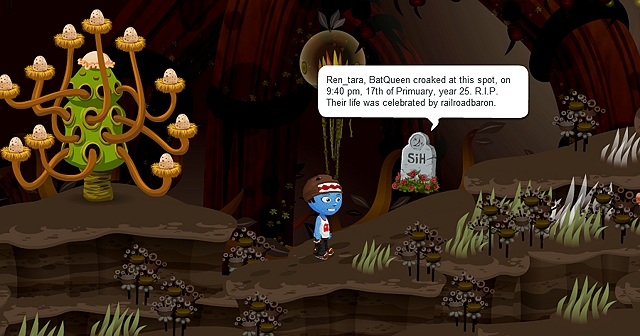 Ren_tara, BatQueen croaked at this spot, on
9:40 pm, 17th of Primuary, year 25. R.I.P.
Their life was celebrated by railroadbaron.
SiH